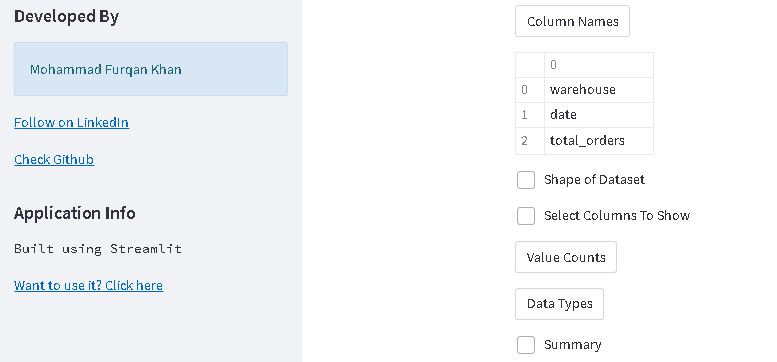 Developed By
Mohammad Furqan Khan
Follow on LinkedIn
Check Github
Application Info
Built using Streamlit
Want to use it? Click here
Column Names
0
0 warehouse
1 date
2 total_orders
Shape of Dataset
Select Columns To Show
Value Counts
Data Types
Summary